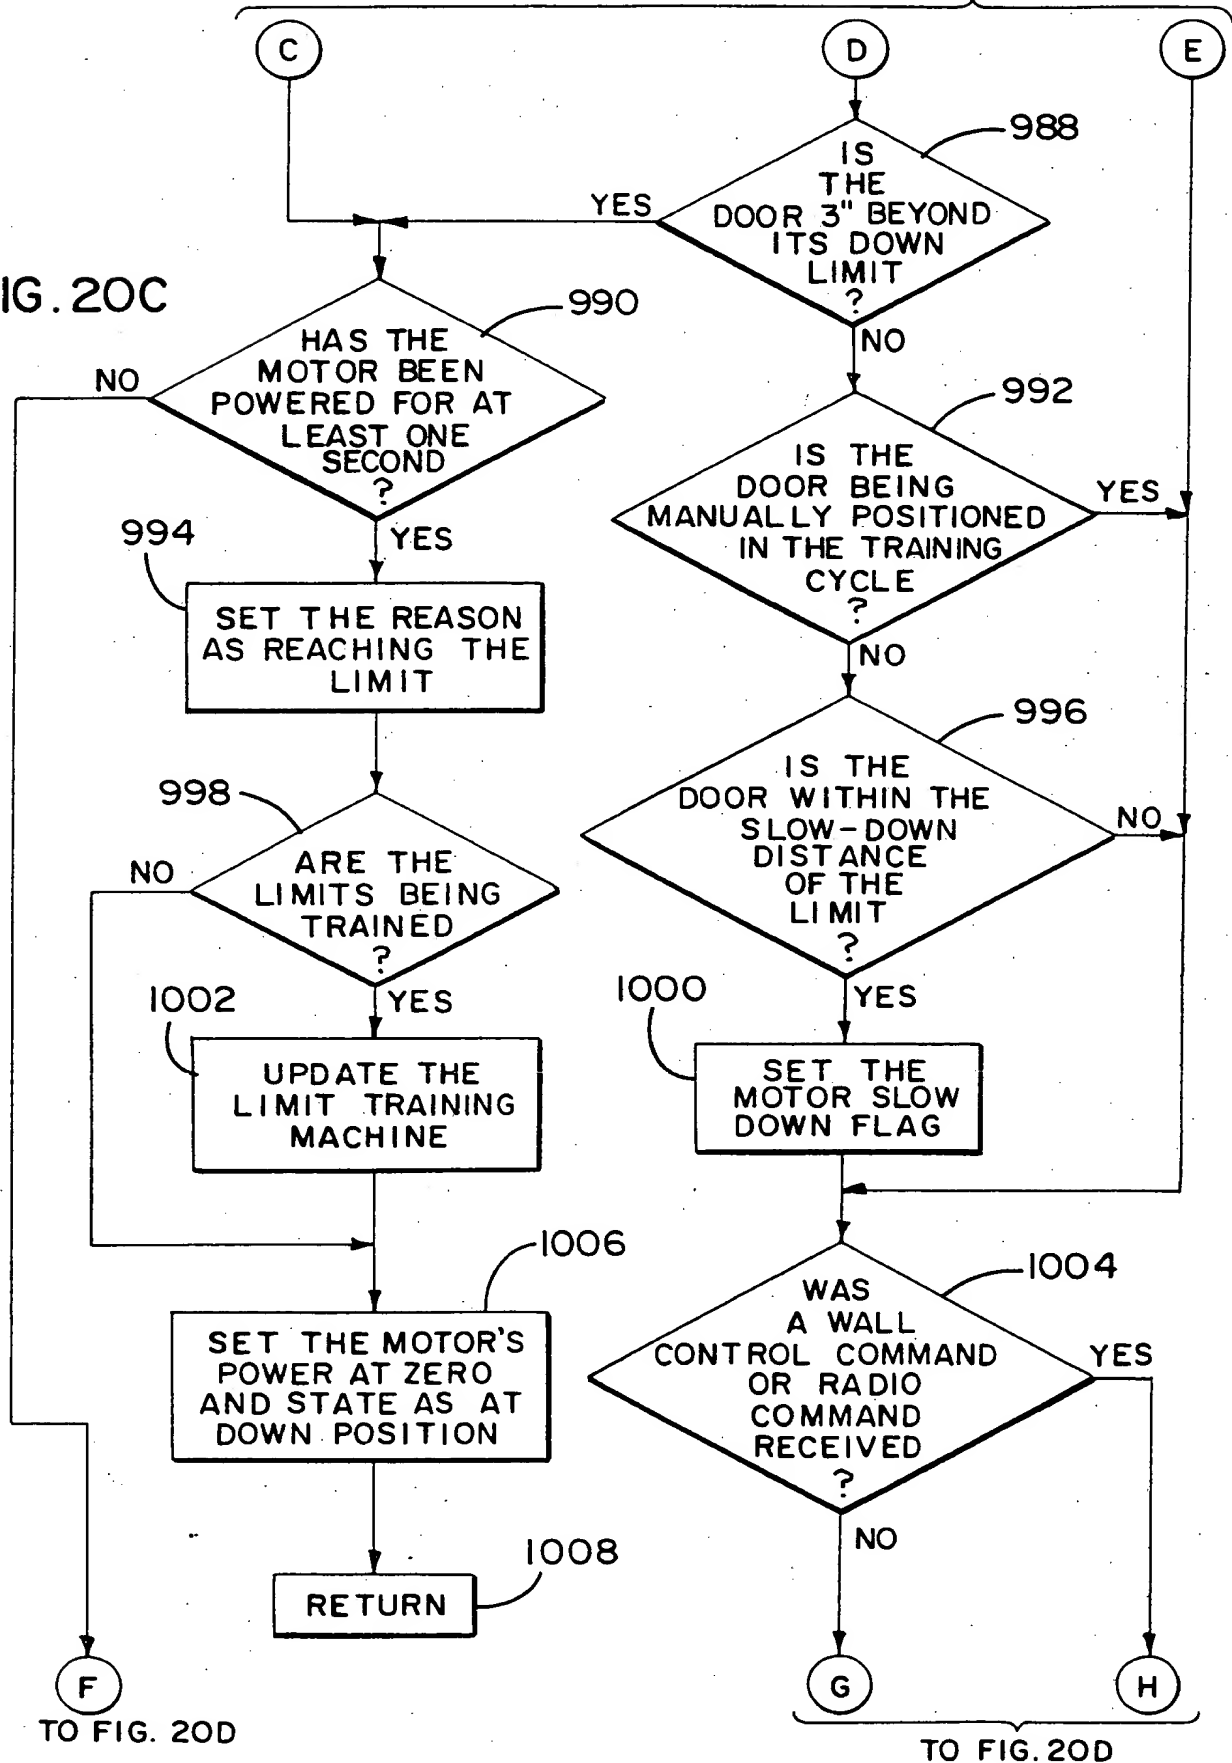 C
D
E
988
IS
THE
DOOR 3" BEYOND
ITS DOWN
LIMIT
?
YES
NO
IG. 20C
990
HAS THE
MOTOR BEEN
POWERED FOR AT
LEAST ONE
SECOND
?
NO
YES
992
IS THE
DOOR BEING
MANUALLY POSITIONED
IN THE TRAINING
CYCLE
?
YES
NO
994
SET THE REASON
AS REACHING THE
LIMIT
996
IS THE
DOOR WITHIN THE
SLOW-DOWN
DISTANCE
OF THE
LIMIT
?
NO
YES
998
ARE THE
LIMITS BEING
TRAINED
?
NO
YES
1000
SET THE
MOTOR SLOW
DOWN FLAG
1002
UPDATE THE
LIMIT TRAINING
MACHINE
1004
WAS
A WALL
CONTROL COMMAND
OR RADIO
COMMAND
RECEIVED
?
YES
NO
1006
SET THE MOTOR'S
POWER AT ZERO
AND STATE AS AT
DOWN POSITION
1008
RETURN
F
TO FIG. 20D
G
H
TO FIG. 20D